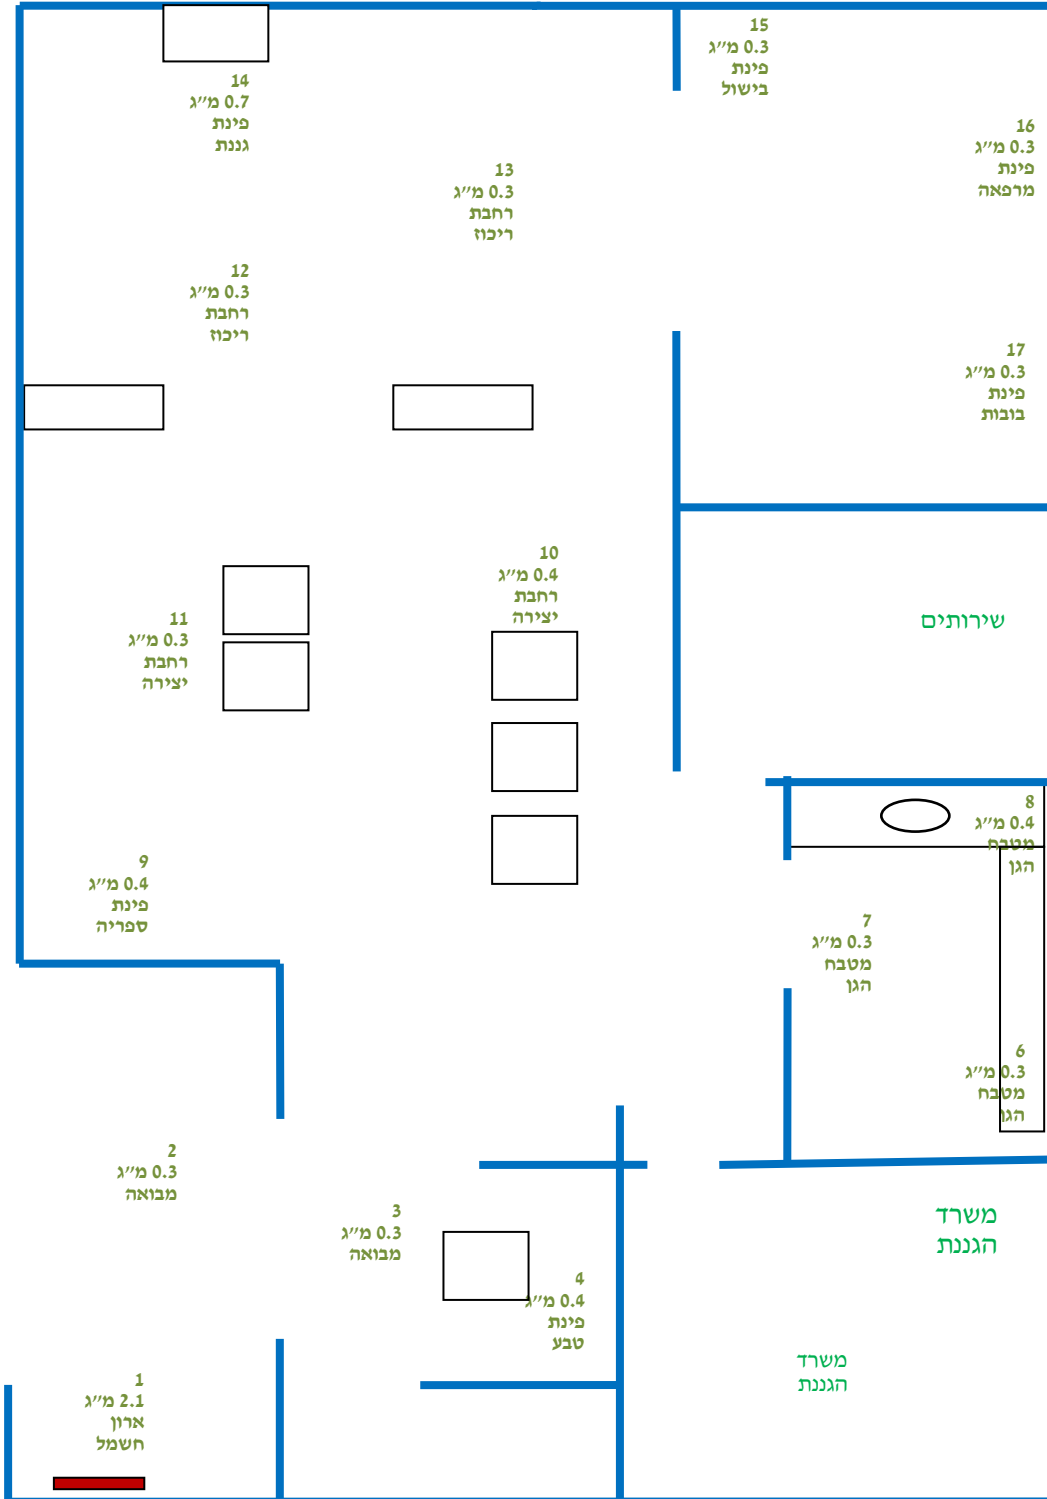 15
0.3 מ״ג
פינת
בישול
14
0.7 מ״ג
פינת
גננת
16
0.3 מ״ג
פינת
מרפאה
13
0.3 מ״ג
רחבת
ריכוז
12
0.3 מ״ג
רחבת
ריכוז
17
0.3 מ״ג
פינת
בובות
10
0.4 מ״ג
רחבת
יצירה
11
0.3 מ״ג
רחבת
יצירה
שירותים
8
0.4 מ״ג
מטבח
הגן
9
0.4 מ״ג
פינת
ספריה
7
0.3 מ״ג
מטבח
הגן
6
0.3 מ״ג
מטבח
הגן
2
0.3 מ״ג
מבואה
3
0.3 מ״ג
מבואה
משרד
הגננת
4
0.4 מ״ג
פינת
טבע
משרד
הגננת
1
2.1 מ״ג
ארון
חשמל